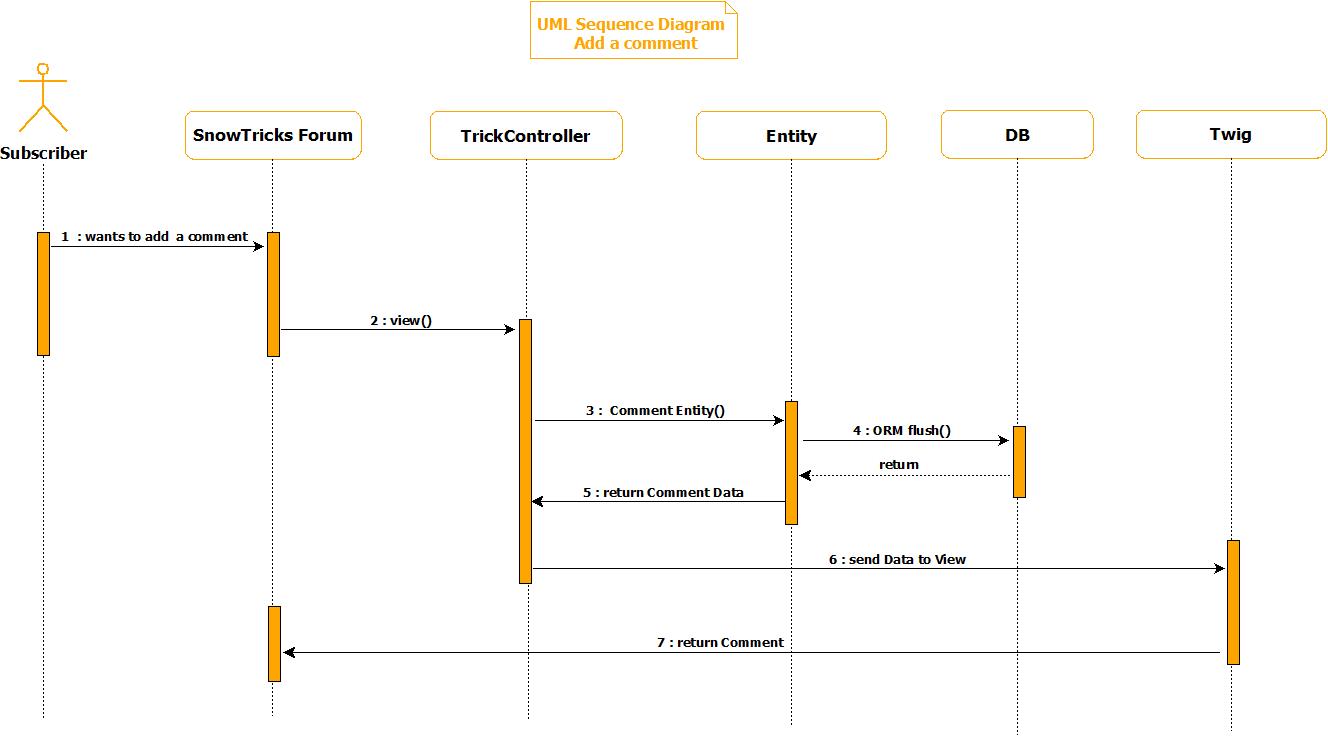 UML Sequence Diagram
Add a comment
Subscriber
SnowTricks Forum
TrickController
Entity
DB
Twig
1 : wants to add a comment
2 : view()
3 : Comment Entity()
4 : ORM flush()
return
5 : return Comment Data
6 : send Data to View
7 : return Comment